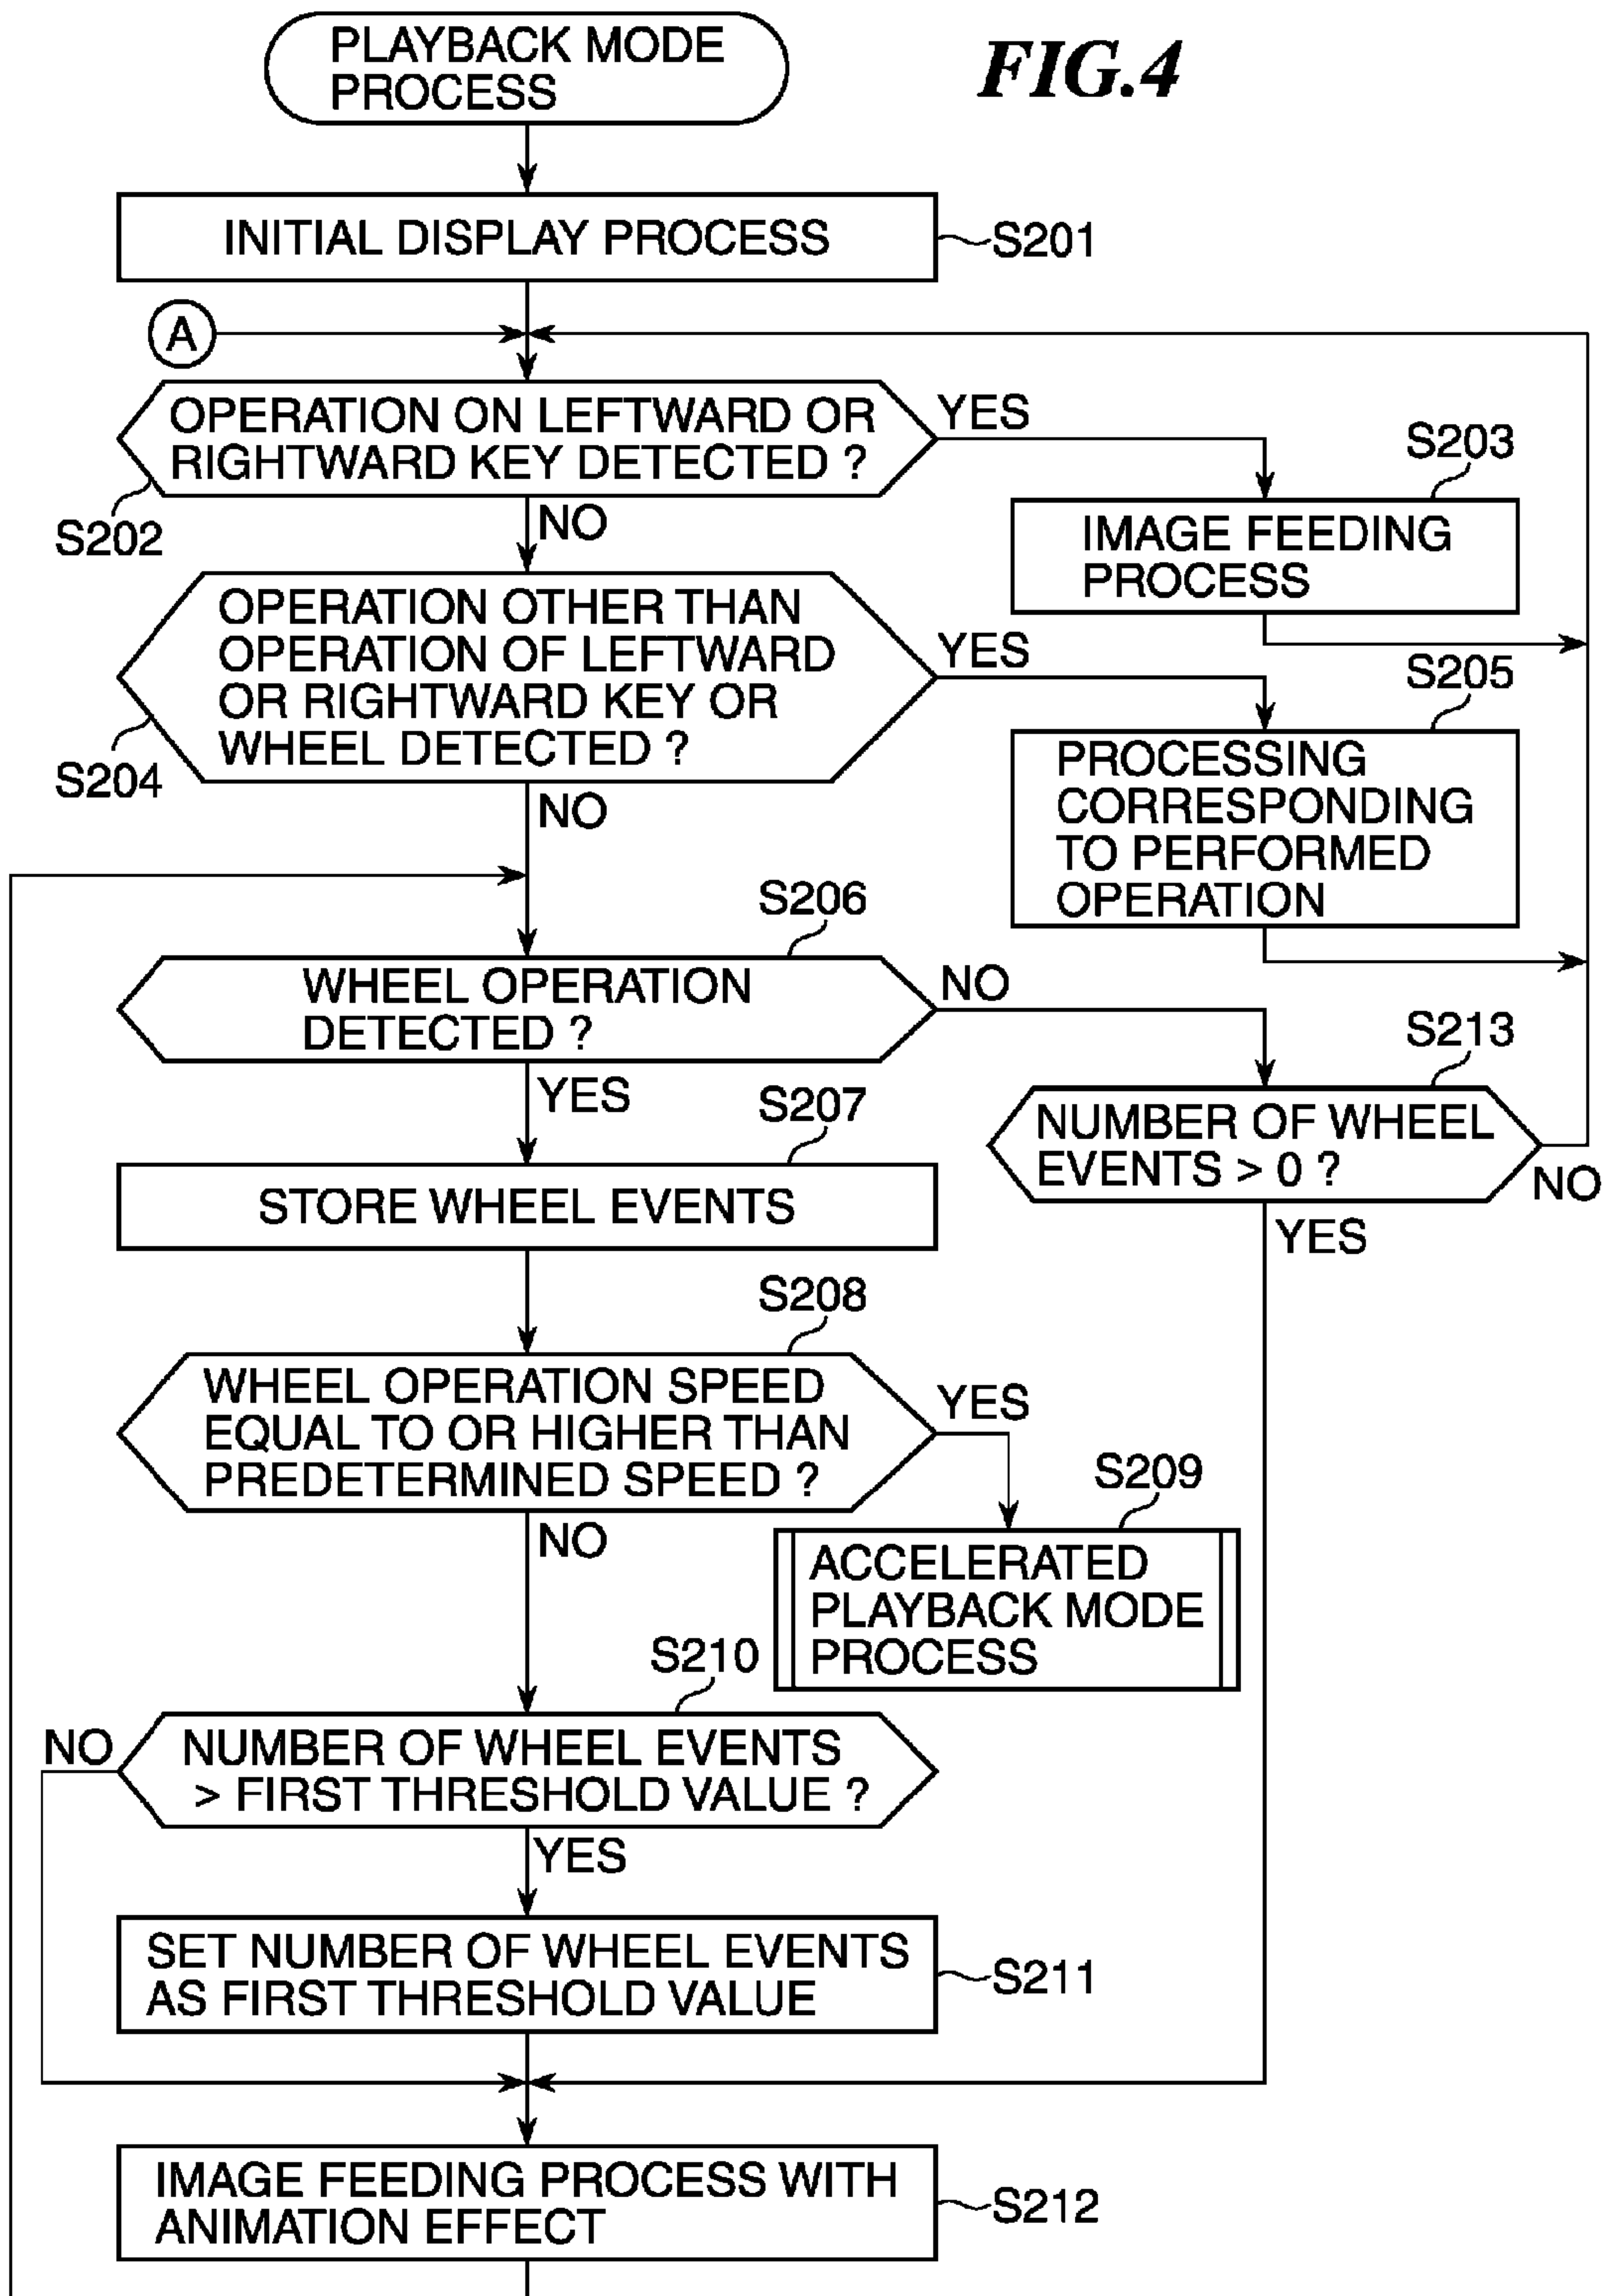 PLAYBACK MODE
PROCESS
FIG.4
INITIAL DISPLAY PROCESS
S201
A
OPERATION ON LEFTWARD OR
RIGHTWARD KEY DETECTED ?
YES
S202
NO
S203
IMAGE FEEDING
PROCESS
OPERATION OTHER THAN
OPERATION OF LEFTWARD
OR RIGHTWARD KEY OR
WHEEL DETECTED ?
YES
S204
NO
S205
PROCESSING
CORRESPONDING
TO PERFORMED
OPERATION
S206
WHEEL OPERATION
DETECTED ?
NO
YES
S213
NUMBER OF WHEEL
EVENTS > 0 ?
NO
YES
S207
STORE WHEEL EVENTS
S208
WHEEL OPERATION SPEED
EQUAL TO OR HIGHER THAN
PREDETERMINED SPEED ?
YES
NO
S209
ACCELERATED
PLAYBACK MODE
PROCESS
S210
NO
NUMBER OF WHEEL EVENTS
> FIRST THRESHOLD VALUE ?
YES
SET NUMBER OF WHEEL EVENTS
AS FIRST THRESHOLD VALUE
S211
IMAGE FEEDING PROCESS WITH
ANIMATION EFFECT
S212